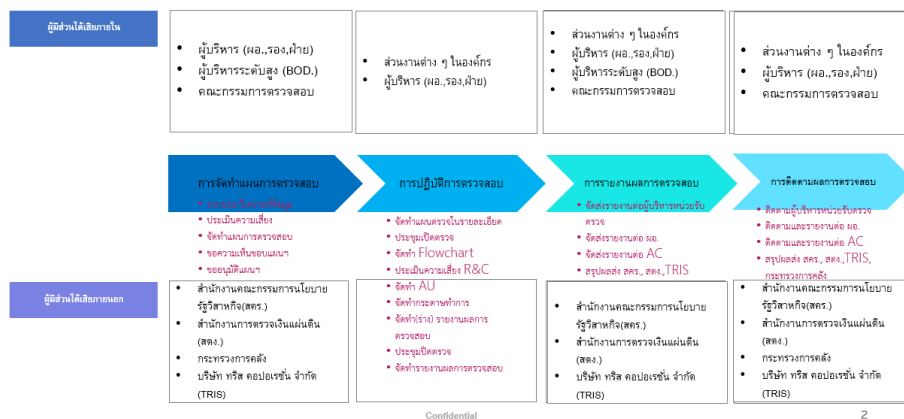 ผู้มีส่วนได้เสียภายใน
• ผู้บริหาร (ผอ.,รอง,ฝ่าย)
• ผู้บริหารระดับสูง (BOD.)
• คณะกรรมการตรวจสอบ
• ส่วนงานต่าง ๆ ในองค์กร
• ผู้บริหาร (ผอ.,รอง,ฝ่าย)
• ส่วนงานต่าง ๆ ในองค์กร
• ผู้บริหาร (ผอ.,รอง,ฝ่าย)
• ผู้บริหารระดับสูง (BOD.)
• คณะกรรมการตรวจสอบ
• ส่วนงานต่าง ๆ ในองค์กร
• ผู้บริหาร (ผอ.,รอง,ฝ่าย)
• คณะกรรมการตรวจสอบ
การจัดทำแผนการตรวจสอบ
• ประเมินความเสี่ยง
• จัดทำแผนการตรวจสอบ
• ขอความเห็นชอบแผนฯ
• ขออนุมัติแผนฯ
การปฏิบัติการตรวจสอบ
• จัดทำแผนตรวจในรายละเอียด
• ประชุมเปิดตรวจ
• จัดทำ Flowchart
• ประเมินความเสี่ยง R&C
• จัดทำ AU
• จัดทำกระดาษทำการ
• จัดทำ(ร่าง) รายงานผลการ
ตรวจสอบ
• ประชุมปิดตรวจ
• จัดทำรายงานผลการตรวจสอบ
การรายงานผลการตรวจสอบ
• จัดส่งรายงานต่อผู้บริหารหน่วยรับ
ตรวจ
• จัดส่งรายงานต่อ ผอ.
• จัดส่งรายงานต่อ AC
• สรุปผลส่ง สคร., สตง.,TRIS
การติดตามผลการตรวจสอบ
• ติดตามผู้บริหารหน่วยรับตรวจ
• ติดตามและรายงานต่อ ผอ.
• ติดตามและรายงานต่อ AC
• สรุปผลส่ง สคร., สตง.,TRIS,
กระทรวงการคลัง
ผู้มีส่วนได้เสียภายนอก
• สำนักงานคณะกรรมการนโยบาย
รัฐวิสาหกิจ(สคร.)
• สำนักงานการตรวจเงินแผ่นดิน
(สตง.)
• กระทรวงการคลัง
• บริษัท ทริส คอปอเรชั่น จำกัด
(TRIS)
• สำนักงานคณะกรรมการนโยบาย
รัฐวิสาหกิจ(สคร.)
• สำนักงานการตรวจเงินแผ่นดิน
(สตง.)
• บริษัท ทริส คอปอเรชั่น จำกัด
(TRIS)
• สำนักงานคณะกรรมการนโยบาย
รัฐวิสาหกิจ(สคร.)
• สำนักงานการตรวจเงินแผ่นดิน
(สตง.)
• กระทรวงการคลัง
• บริษัท ทริส คอปอเรชั่น จำกัด
(TRIS)
Confidential
2